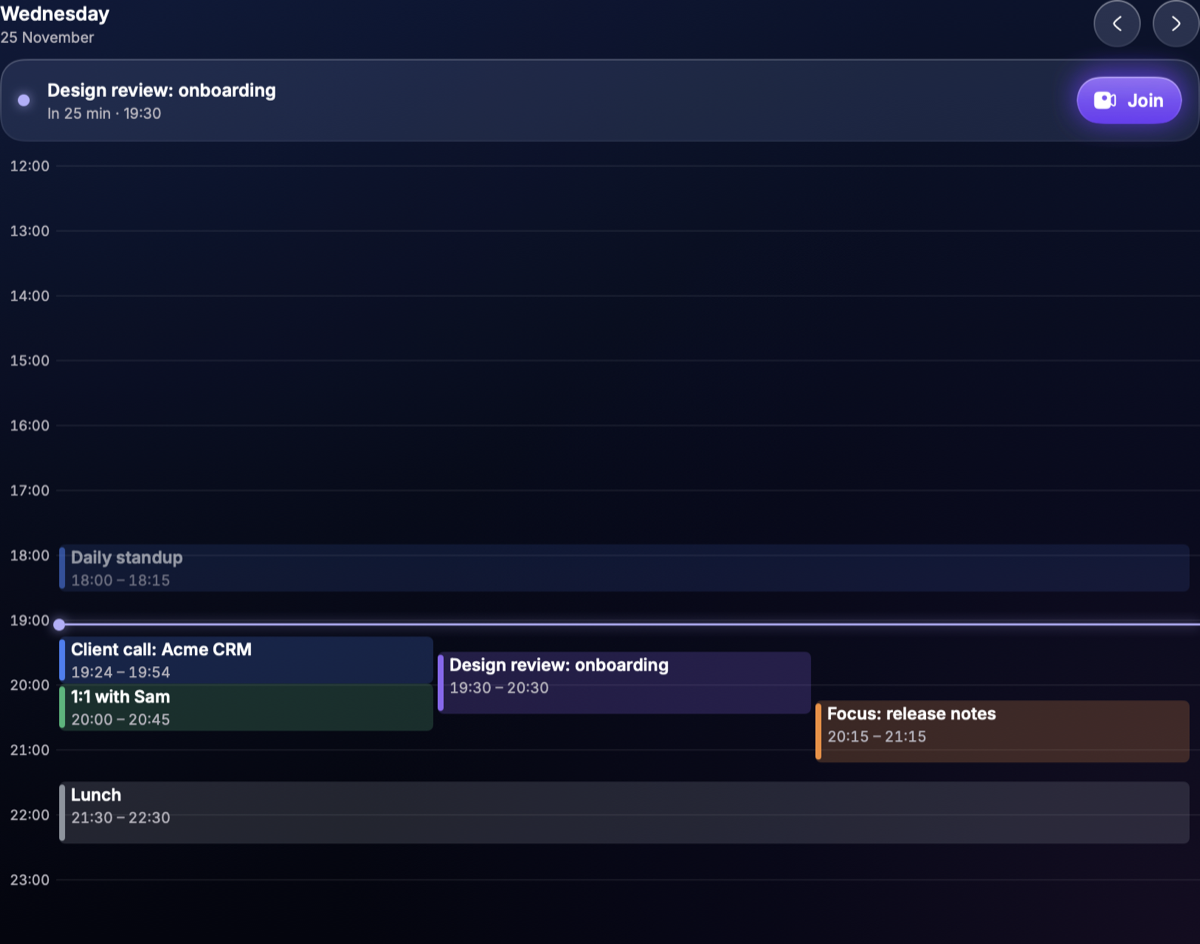 Wednesday
25 November
Design review: onboarding
In 25 min · 19:30
Join
12:00
13:00
14:00
15:00
16:00
17:00
18:00
Daily standup
18:00 – 18:15
19:00
Client call: Acme CRM
19:24 – 19:54
Design review: onboarding
19:30 – 20:30
20:00
1:1 with Sam
20:00 – 20:45
Focus: release notes
20:15 – 21:15
21:00
Lunch
21:30 – 22:30
22:00
23:00